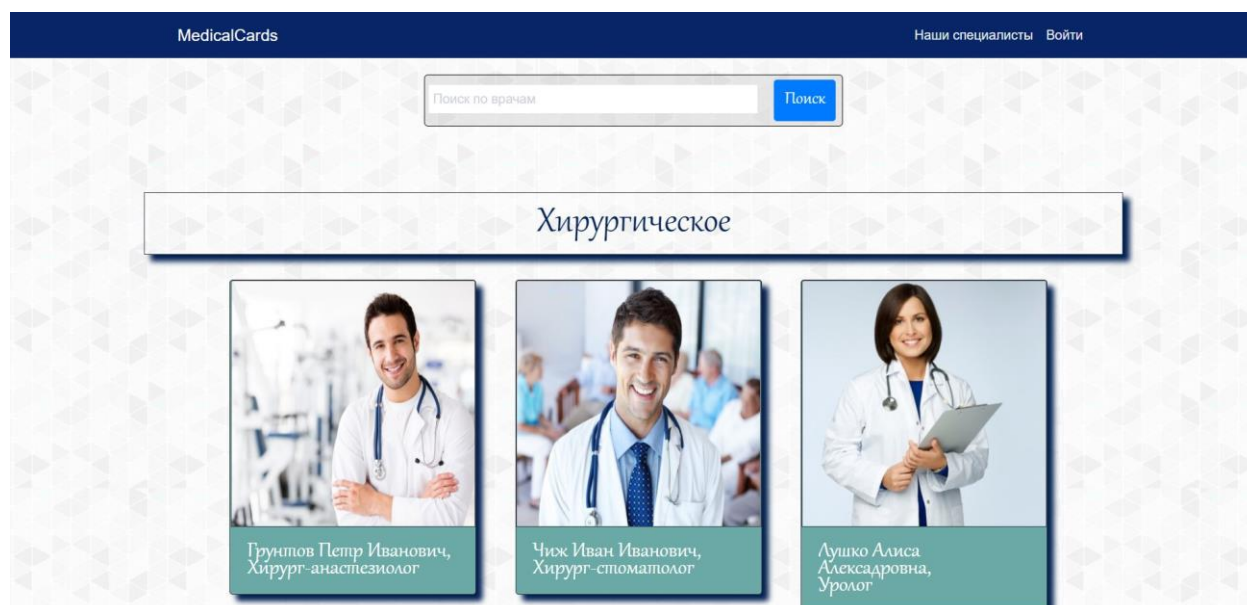 MedicalCards
Наши специалисты Войти
Поиск по врачам
Поиск
Хирургическое
Грунтов Петр Иванович,
Хирург-анастезиолог
Чиж Иван Иванович,
Хирург-стоматолог
Лушко Алиса
Алексадровна,
Уролог